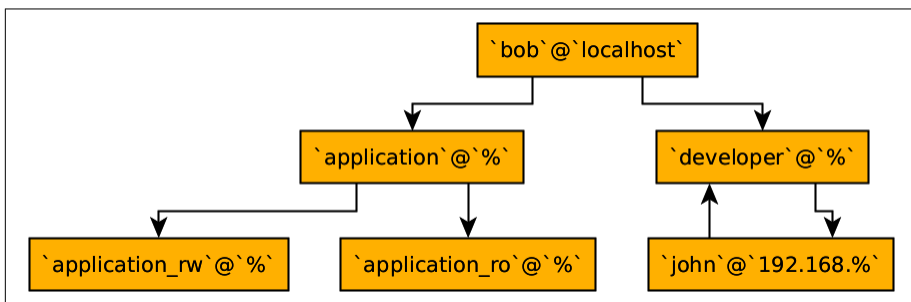 `bob`@`localhost`
`application`@`%`
`developer`@`%`
`application_rw`@`%`
`application_ro`@`%`
`john`@`192.168.%`